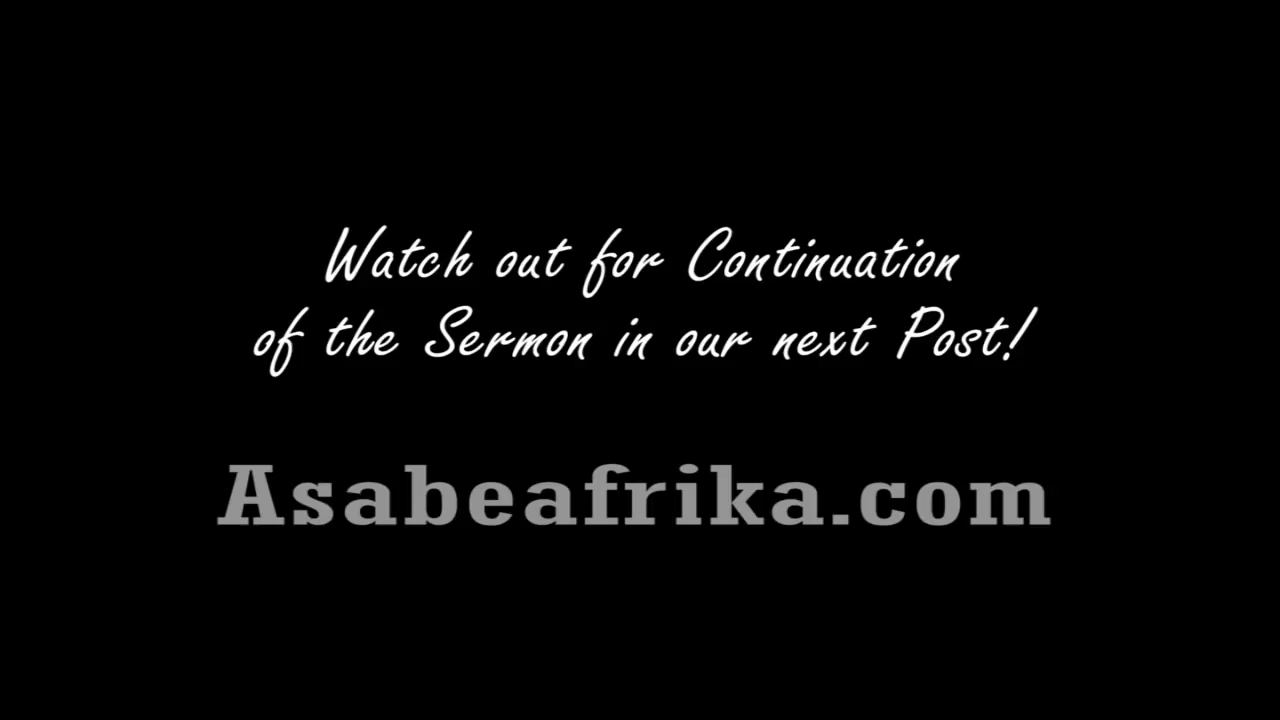 Watch out for Continuation
of the Sermon in our next Post!
Asabeafrika.com